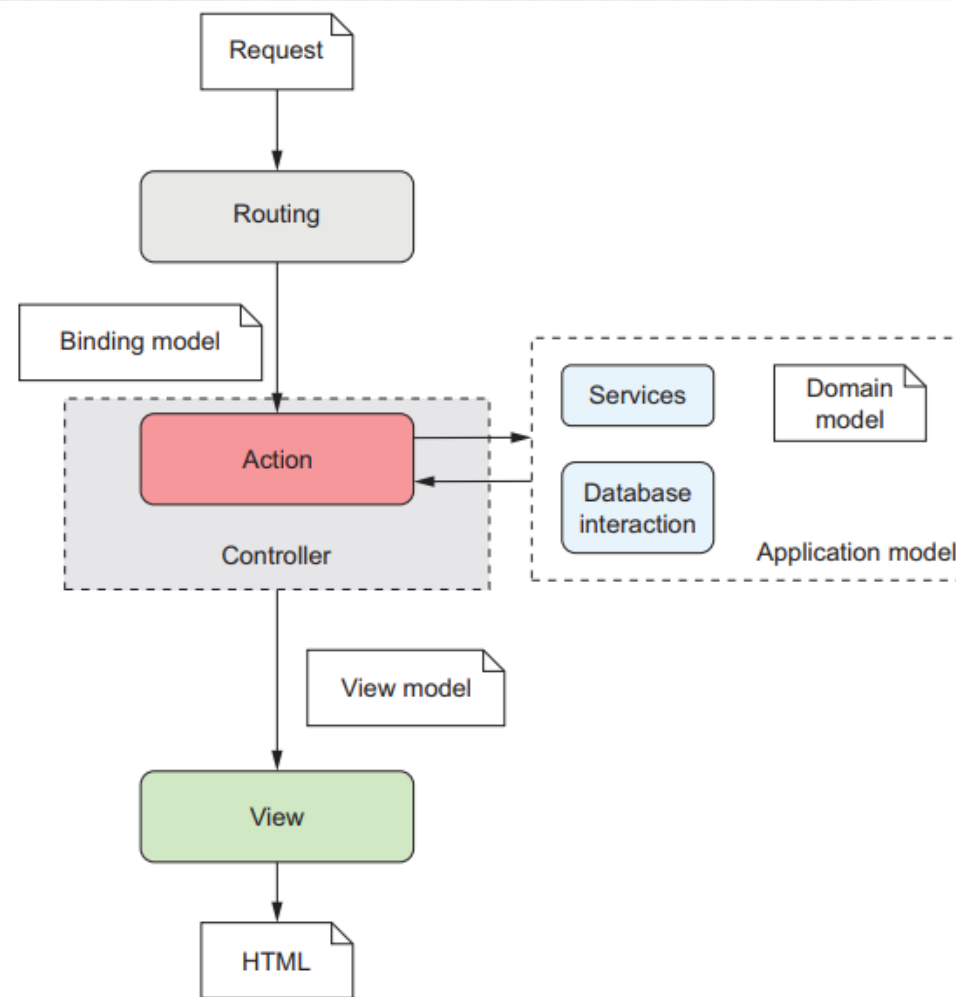 Request
Routing
Binding model
Services
Domain
model
Action
Database
interaction
Controller
Application model
View model
View
HTML